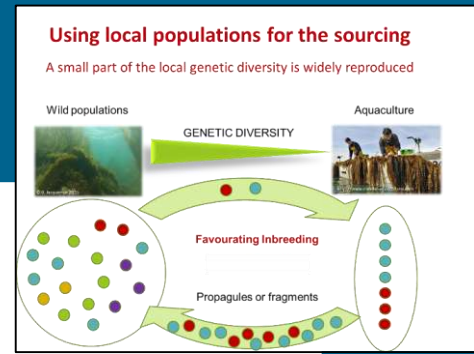 Using local populations for the sourcing
A small part of the local genetic diversity is widely reproduced
Wild populations
Aquaculture
GENETIC DIVERSITY
Favourating Inbreeding
Propagules or fragments